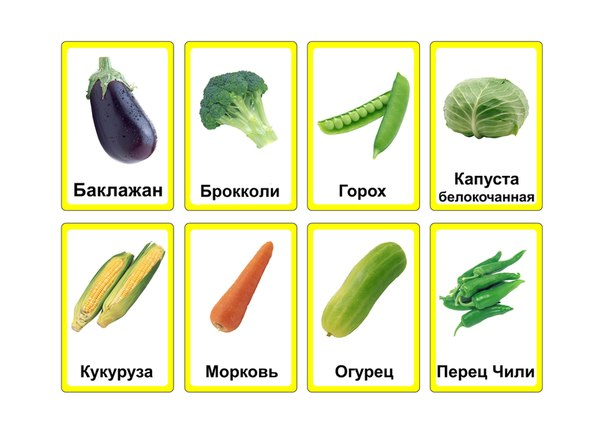 Баклажан
Брокколи
Горох
Капуста
белокочанная
Кукуруза
Морковь
Огурец
Перец Чили